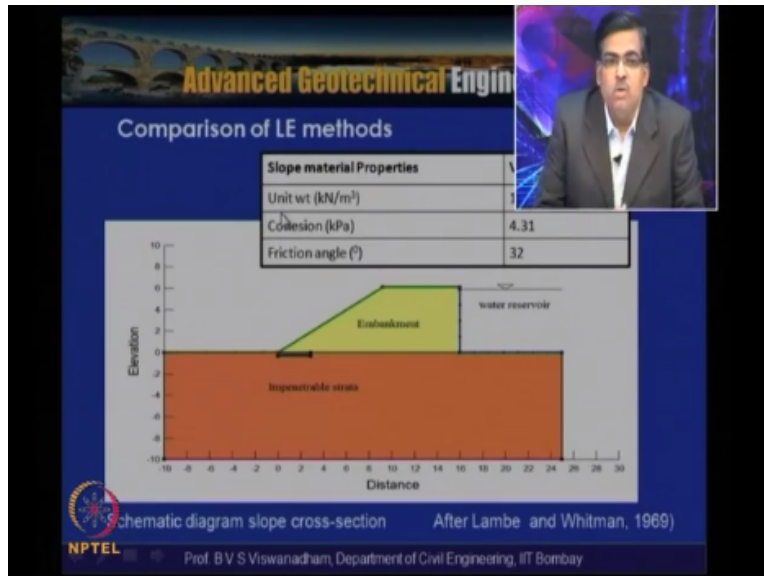 Advanced Geotechnical Engin
Comparison of LE methods
Slope material Properties V
Unit wt (kN/m³) 1
Cohesion (kPa) 4.31
Friction angle (⁰) 32
10
8
6
4
2
0
-2
-4
-6
-8
-10
Elevation
Embankment
water reservoir
Impenetrable strata
-10 -8 -6 -4 -2 0 2 4 6 8 10 12 14 16 18 20 22 24 26 28 30
Distance
Schematic diagram slope cross-section After Lambe and Whitman, 1969)
NPTEL
Prof. B V S Viswanadham, Department of Civil Engineering, IIT Bombay